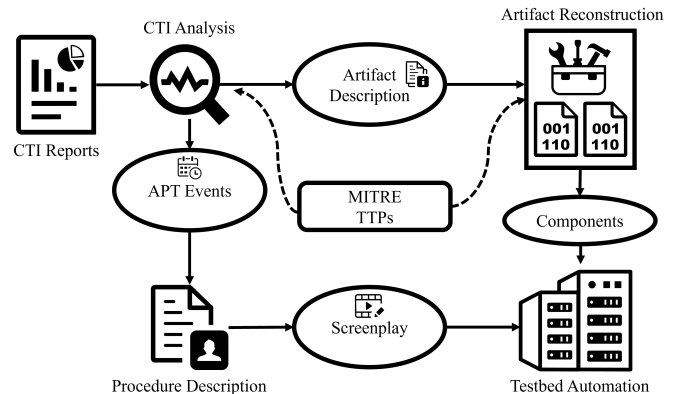 Artifact Reconstruction
CTI Analysis
Artifact
Description
001
110
001
110
CTI Reports
APT Events
MITRE
TTPs
Components
Screenplay
Procedure Description
Testbed Automation